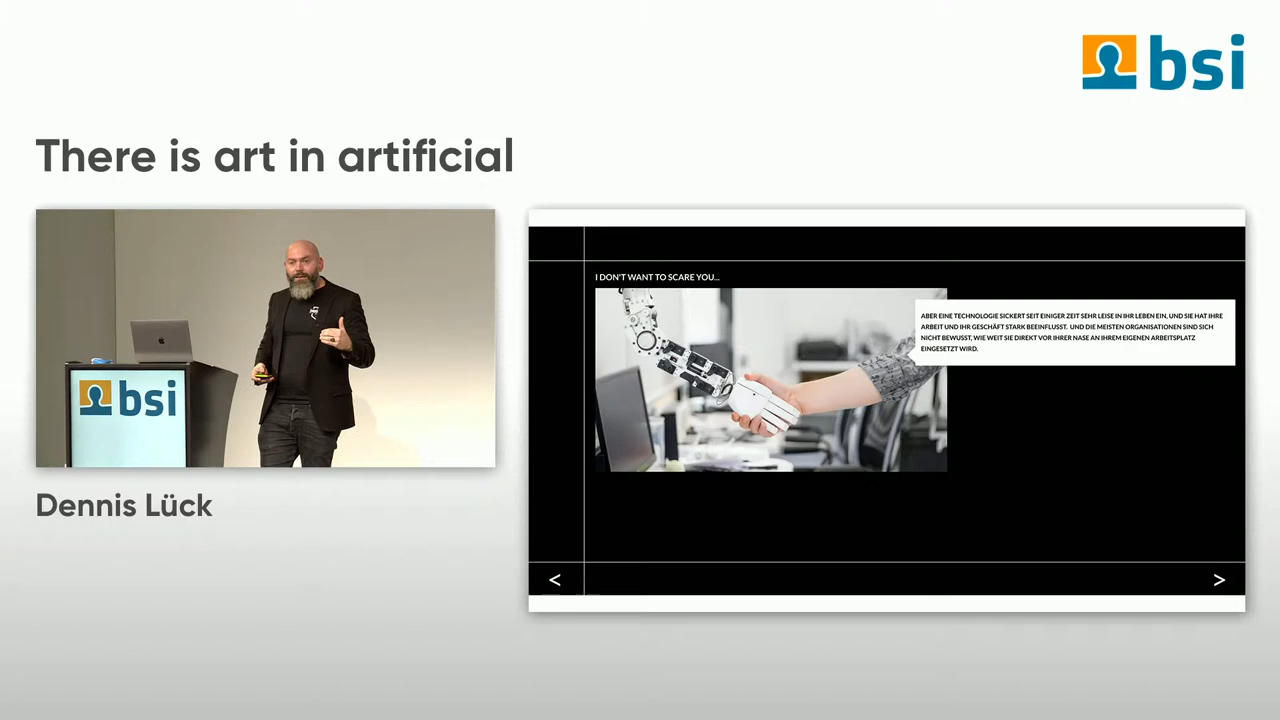 bsi
There is art in artificial
I DON'T WANT TO SCARE YOU...
ABER EINE TECHNOLOGIE SICKERT SEIT EINIGER ZEIT SEHR LEISE IN IHR LEBEN EIN, UND SIE HAT IHRE
ARBEIT UND IHR GESCHÄFT STARK BEEINFLUSST. UND DIE MEISTEN ORGANISATIONEN SIND SICH
NICHT BEWUSST, WIE WEIT SIE DIREKT VOR IHRER NASE AN IHREM EIGENEN ARBEITSPLATZ
EINGESETZT WIRD.
bsi
Dennis Lück
< >